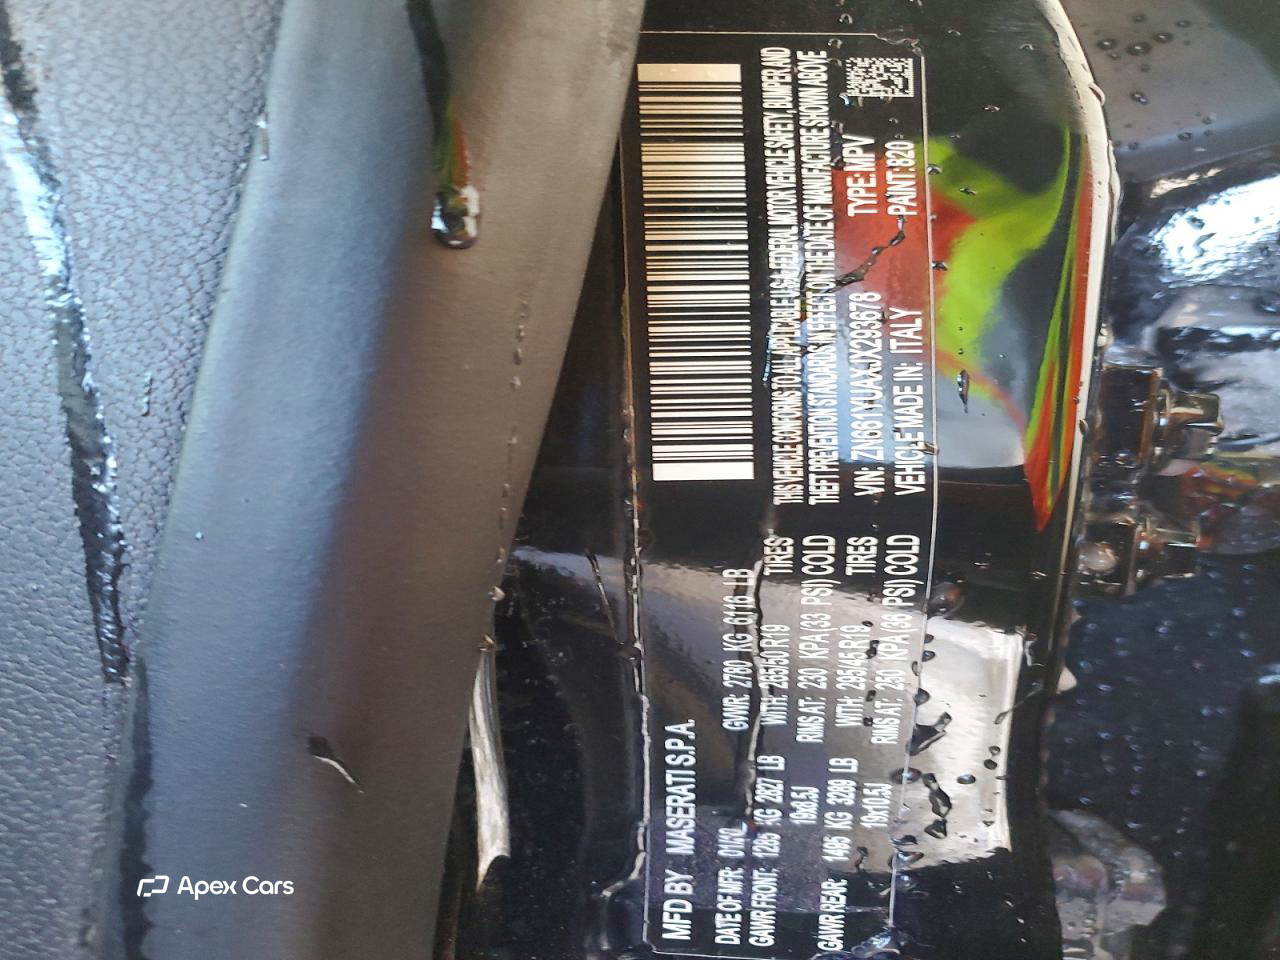 MFD BY MASERATI S.P.A.
DATE OF MFR:
GVWR: 2780 KG 6116 LB
GAWR FRONT: 1285 KG 2827 LB
WITH: 265/50 R19 TIRES
19x8.5J
RIMS AT: 230 KPA (33 PSI) COLD
GAWR REAR: 1495 KG 3289 LB
WITH: 295/45 R19 TIRES
19x10.5J
RIMS AT: 250 KPA (36 PSI) COLD
THIS VEHICLE CONFORMS TO ALL APPLICABLE U.S.A. FEDERAL MOTOR VEHICLE SAFETY, BUMPER AND
THEFT PREVENTION STANDARDS IN EFFECT ON THE DATE OF MANUFACTURE SHOWN ABOVE
VIN: ZN661YUAXJX293678 TYPE: MPV
VEHICLE MADE IN: ITALY PAINT: 820
Apex Cars